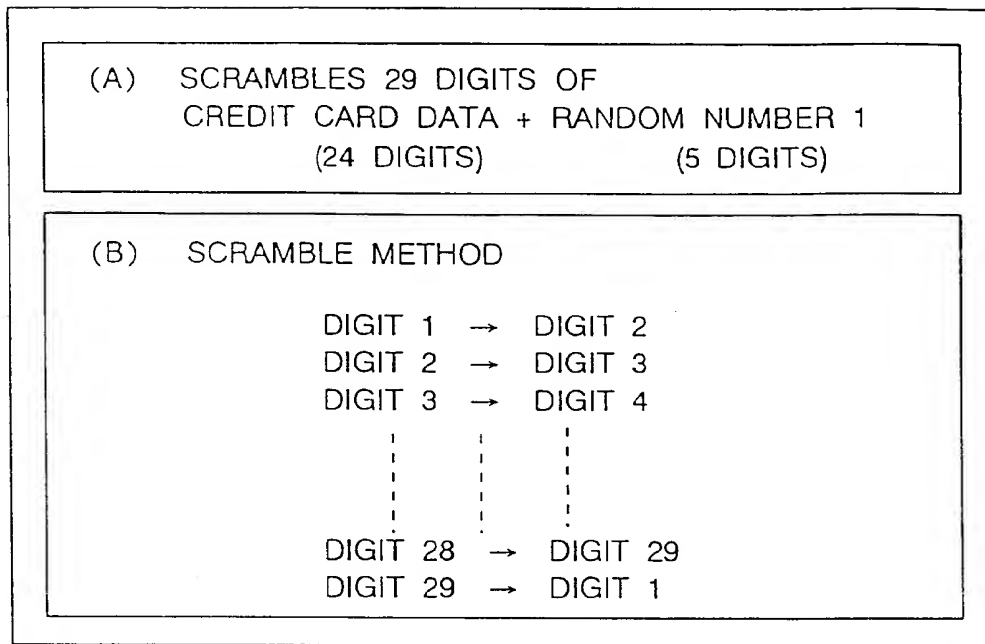 (A) SCRAMBLES 29 DIGITS OF
CREDIT CARD DATA + RANDOM NUMBER 1
(24 DIGITS) (5 DIGITS)
(B) SCRAMBLE METHOD
DIGIT 1 → DIGIT 2
DIGIT 2 → DIGIT 3
DIGIT 3 → DIGIT 4
DIGIT 28 → DIGIT 29
DIGIT 29 → DIGIT 1